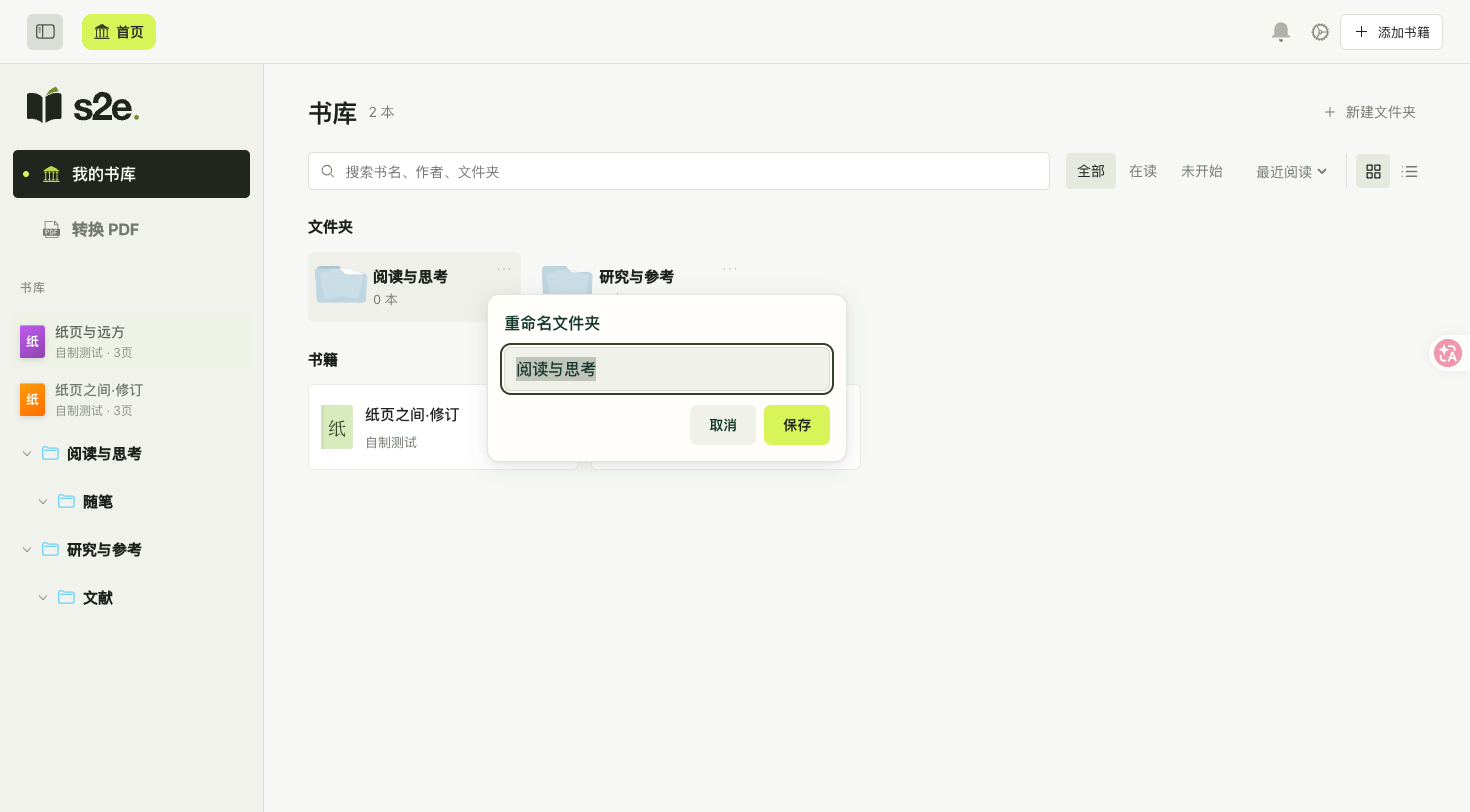 首页
添加书籍
s2e.
我的书库
PDF
转换 PDF
书库
纸
纸页与远方
自制测试 · 3页
纸
纸页之间·修订
自制测试 · 3页
阅读与思考
随笔
研究与参考
文献
书库
2 本
新建文件夹
搜索书名、作者、文件夹
全部
在读
未开始
最近阅读
文件夹
阅读与思考
0 本
研究与参考
书籍
纸
纸页之间·修订
自制测试
重命名文件夹
阅读与思考
取消
保存